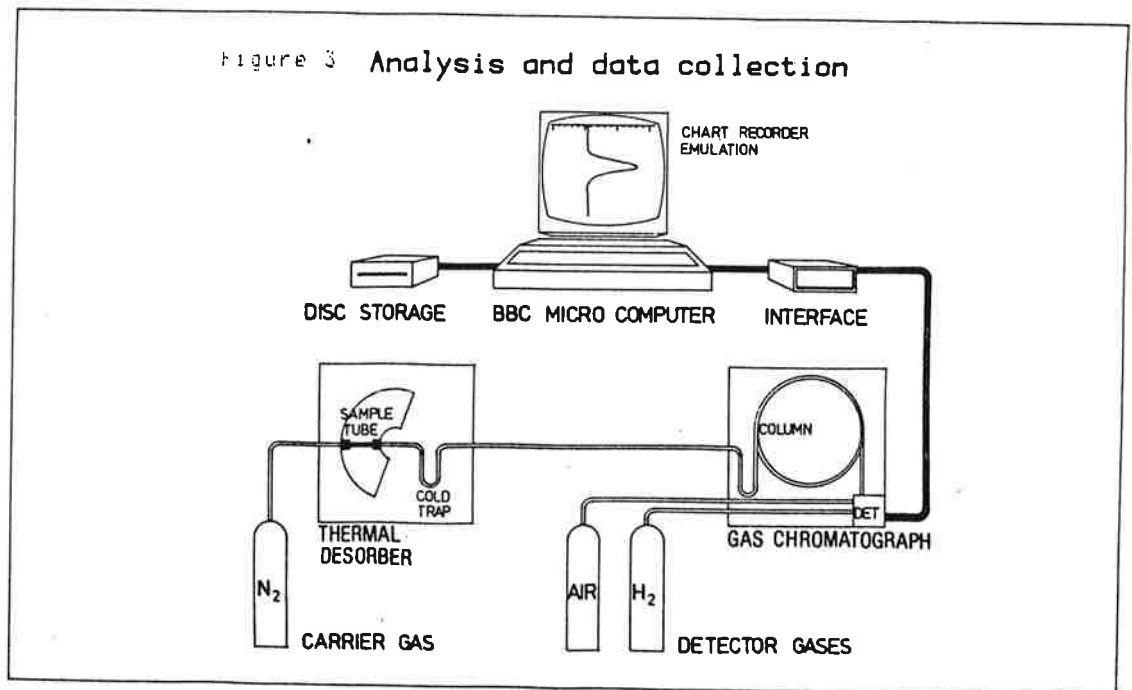 Figure 3 Analysis and data collection
CHART RECORDER
EMULATION
DISC STORAGE
BBC MICRO COMPUTER
INTERFACE
SAMPLE
TUBE
COLD
TRAP
COLUMN
DET
THERMAL
DESORBER
GAS CHROMATOGRAPH
N₂
AIR
H₂
CARRIER GAS
DETECTOR GASES